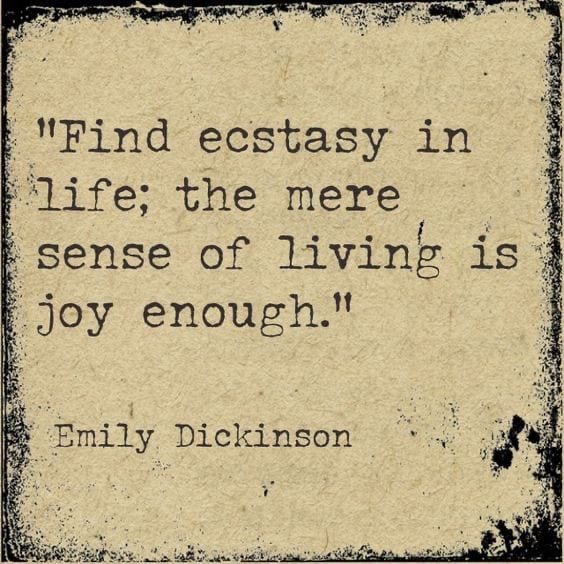 "Find ecstasy in
life; the mere
sense of living is
joy enough."
Emily Dickinson